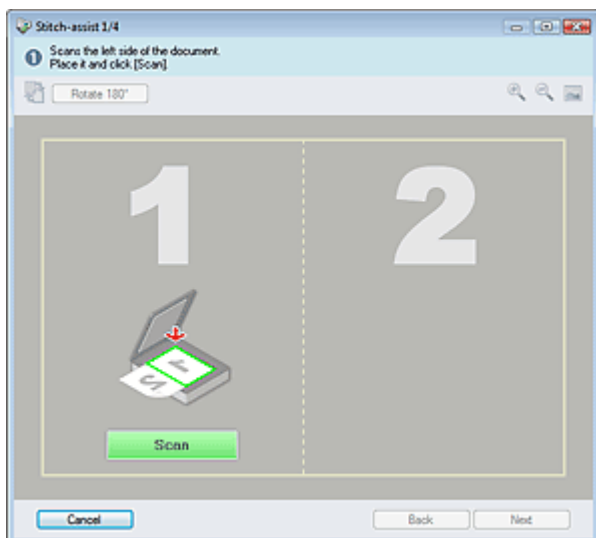 Stitch-assist 1/4
1 Scans the left side of the document.
Place it and click [Scan]
Rotate 180°
1 2
Scan
Cancel Back Next